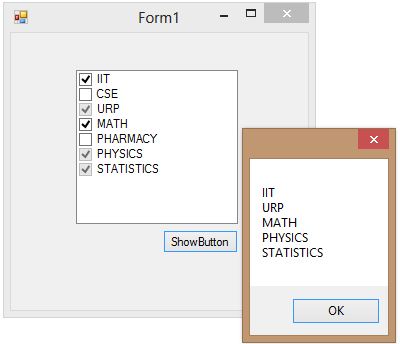 Form1
IIT
CSE
URP
MATH
PHARMACY
PHYSICS
STATISTICS
ShowButton
IIT
URP
MATH
PHYSICS
STATISTICS
OK